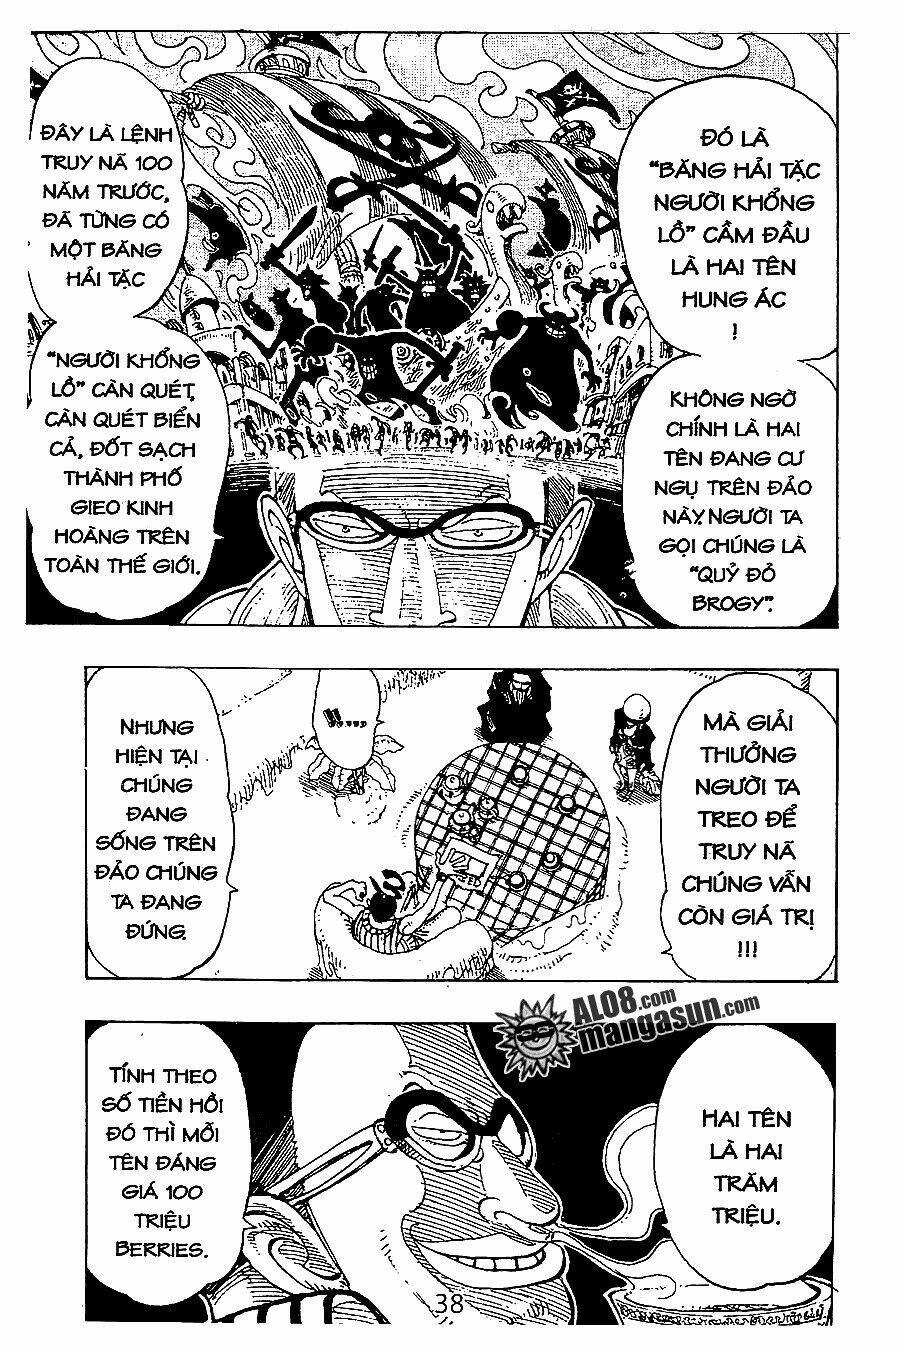 ĐÂY LÀ LỆNH
TRUY NÃ 100
NĂM TRƯỚC,
ĐÃ TỪNG CÓ
MỘT BĂNG
HẢI TẶC
"NGƯỜI KHỔNG
LỒ" CÀN QUÉT,
CÀN QUÉT BIỂN
CẢ, ĐỐT SẠCH
THÀNH PHỐ
GIEO KINH
HOÀNG TRÊN
TOÀN THẾ GIỚI.
ĐÓ LÀ
"BĂNG HẢI TẶC
NGƯỜI KHỔNG
LỒ" CẦM ĐẦU
LÀ HAI TÊN
HUNG ÁC
!
KHÔNG NGỜ
CHÍNH LÀ HAI
TÊN ĐANG CƯ
NGỤ TRÊN ĐẢO
NÀY. NGƯỜI TA
GỌI CHÚNG LÀ
"QUỶ ĐỎ
BROGY".
NHƯNG
HIỆN TẠI
CHÚNG
ĐANG
SỐNG TRÊN
ĐẢO CHÚNG
TA ĐANG
ĐỨNG.
!!......
MÀ GIẢI
THƯỞNG
NGƯỜI TA
TREO ĐỂ
TRUY NÃ
CHÚNG VẪN
CÒN GIÁ TRỊ
!!!
AL08.com
mangasun.com
TÍNH THEO
SỐ TIỀN HỒI
ĐÓ THÌ MỖI
TÊN ĐÁNG
GIÁ 100
TRIỆU
BERRIES.
HAI TÊN
LÀ HAI
TRĂM
TRIỆU.
38